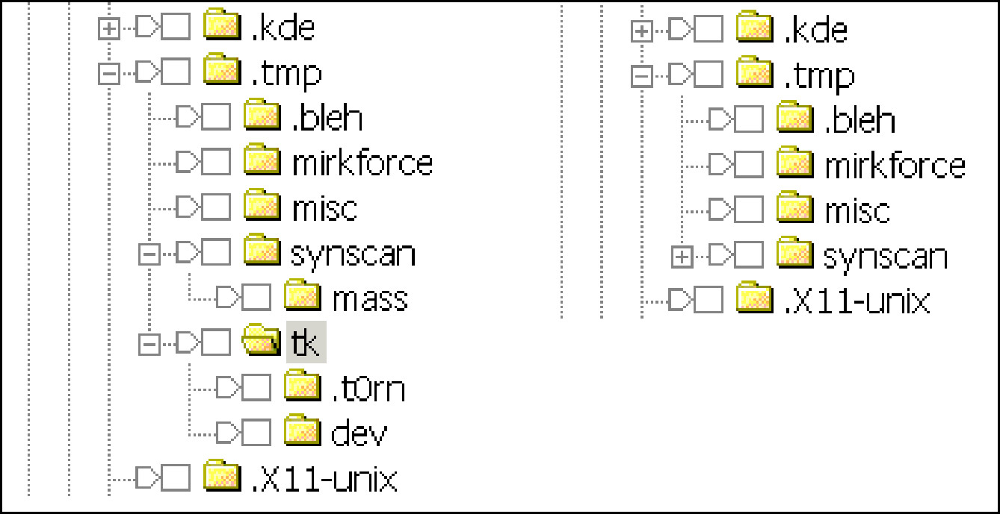 .kde
.tmp
.bleh
mirkforce
misc
synscan
mass
tk
.t0rn
dev
.X11-unix
.kde
.tmp
.bleh
mirkforce
misc
synscan
.X11-unix